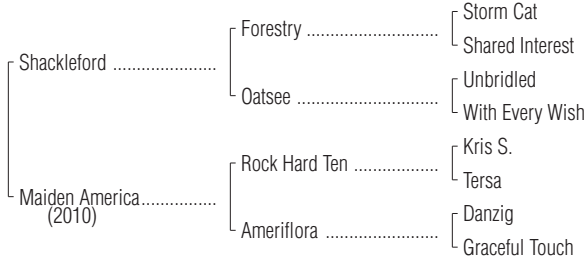 Storm Cat
Forestry ..................................
Shared Interest
Shackleford ...........................
Unbridled
Oatsee ....................................
With Every Wish
Kris S.
Rock Hard Ten .....................
Tersa
Maiden America...................
(2010)
Danzig
Ameriflora .............................
Graceful Touch